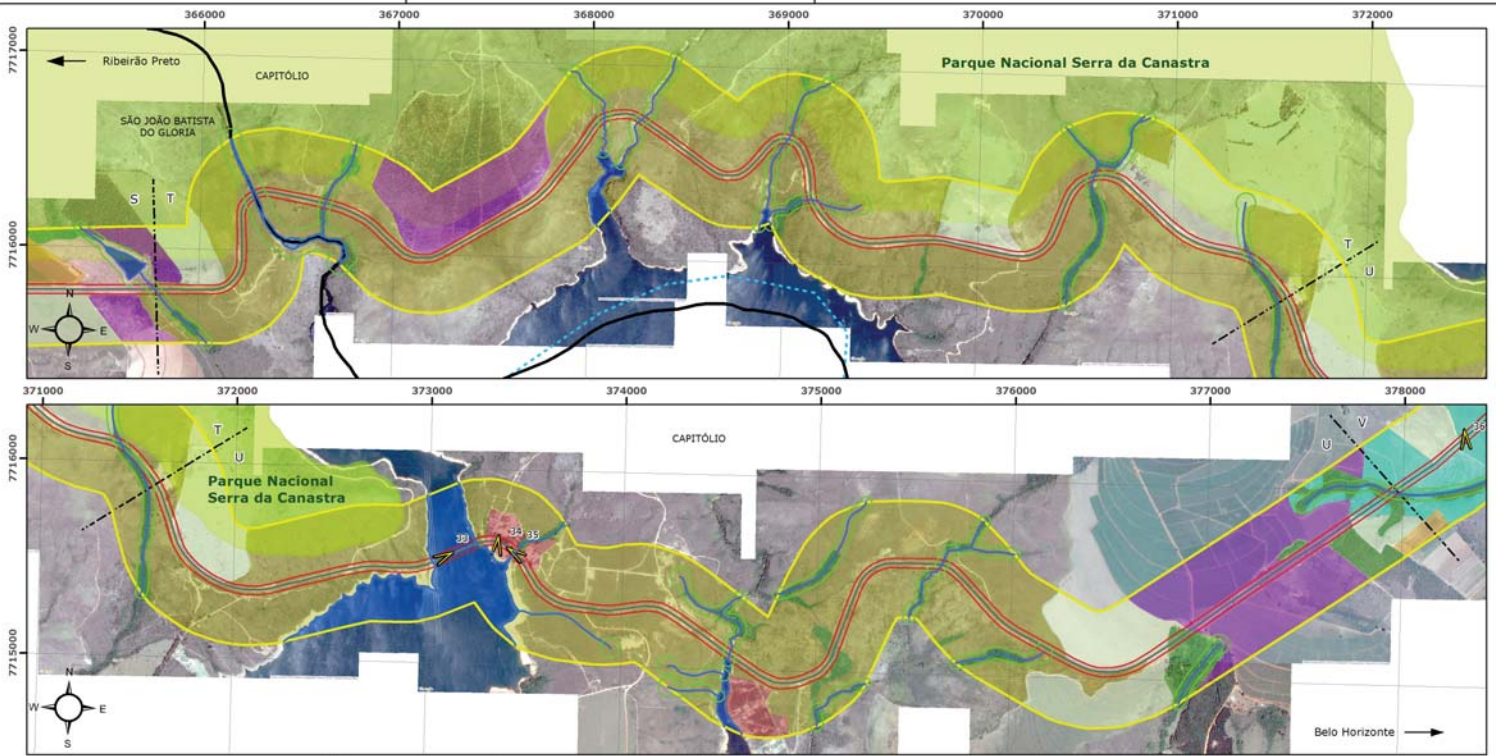 366000 367000 368000 369000 370000 371000 372000
7717000
Ribeirão Preto
CAPITÓLIO
Parque Nacional Serra da Canastra
SÃO JOÃO BATISTA
DO GLORIA
S T
7716000
T
U
N
W E
S
371000 372000 373000 374000 375000 376000 377000 378000
7716000
T
U
Parque Nacional
Serra da Canastra
CAPITÓLIO
V
U
36
33
34
35
7715000
N
W E
S
Belo Horizonte